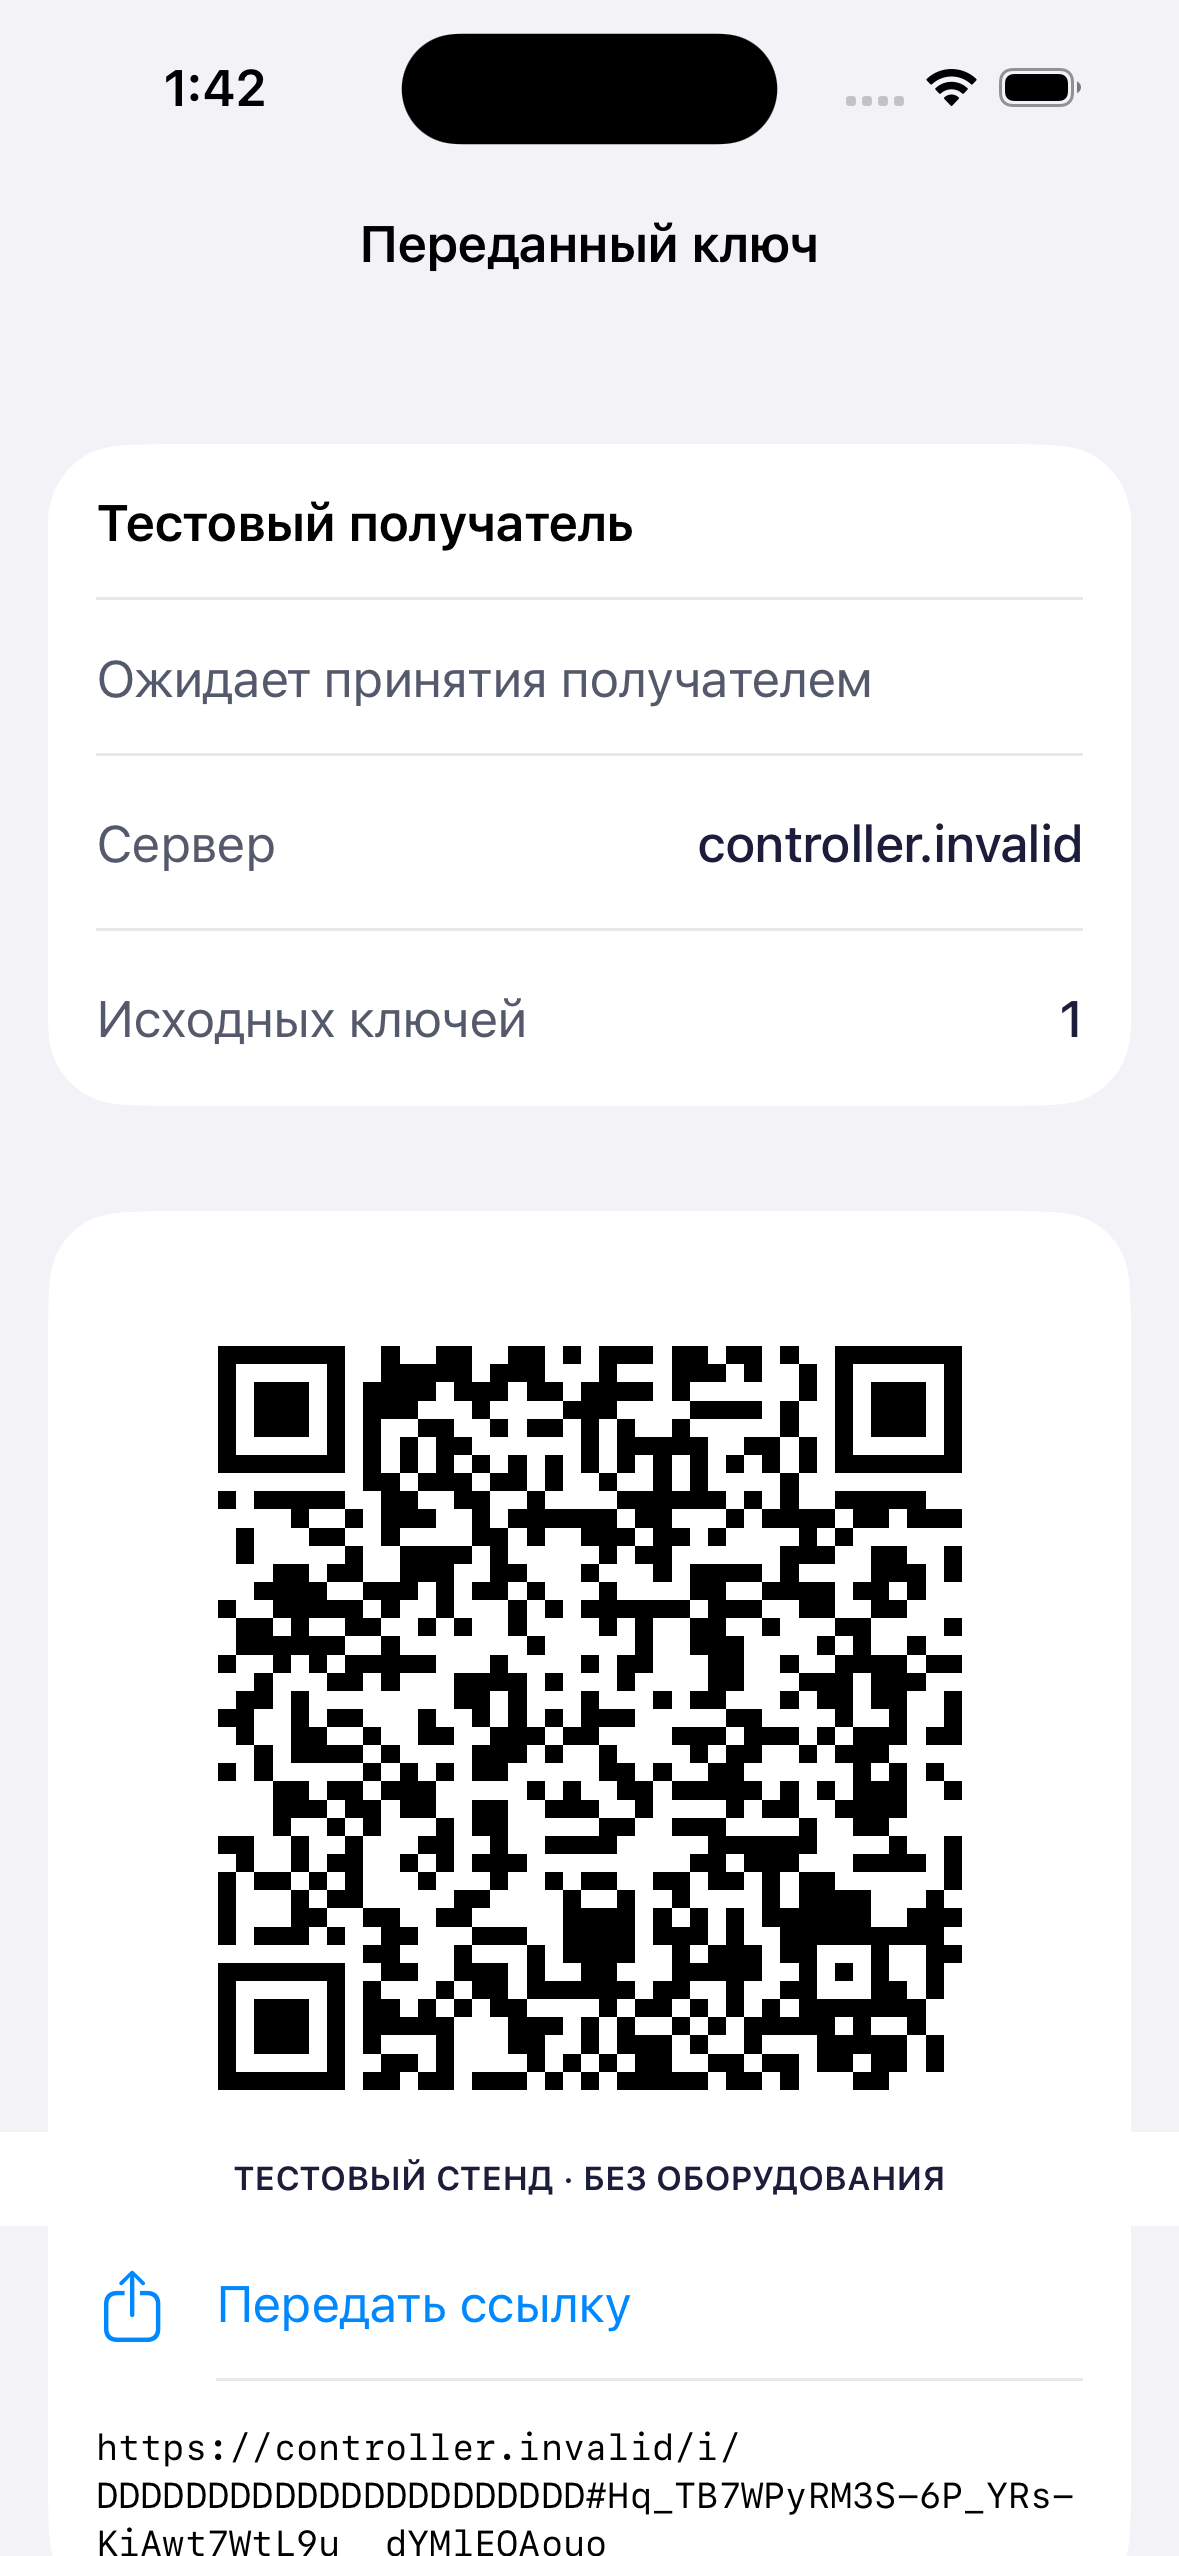 1:42
Переданный ключ
Тестовый получатель
Ожидает принятия получателем
Сервер controller.invalid
Исходных ключей 1
ТЕСТОВЫЙ СТЕНД · БЕЗ ОБОРУДОВАНИЯ
Передать ссылку
https://controller.invalid/i/
DDDDDDDDDDDDDDDDDDDDDD#Hq_TB7WPyRM3S-6P_YRs-
KiAwt7WtL9u__dYMlEOAouo